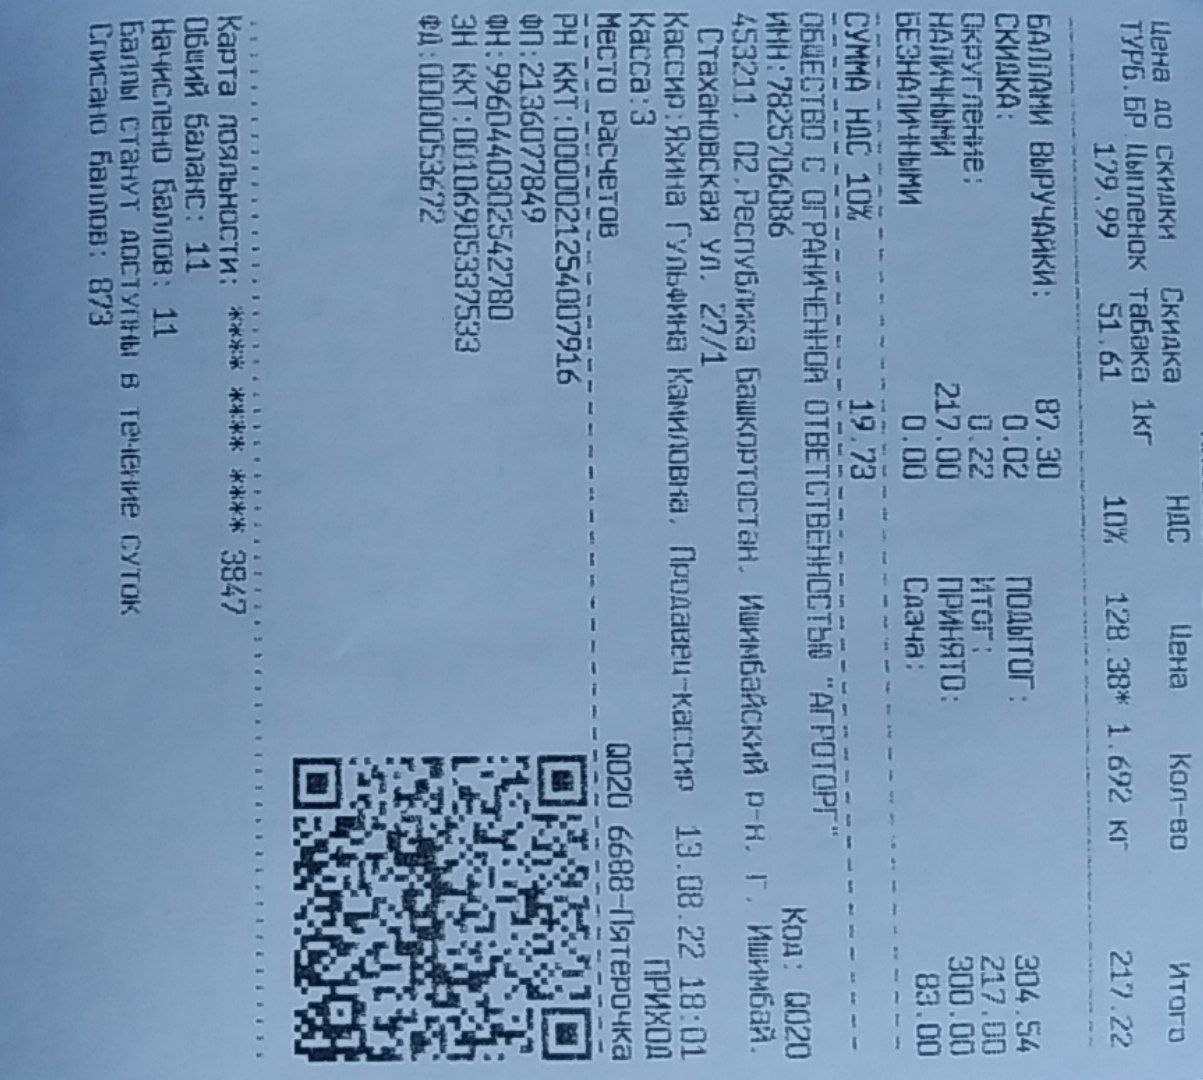 Цена до скидки Скидка НДС Цена Кол-во Итого
ТУРБ.БР.Цыпленок табака 1кг
179.99 51.61 10% 128.38* 1.692 кг 217.22
БАЛЛАМИ ВЫРУЧАЙКИ: 87.30
СКИДКА: 0.02 ПОДЫТОГ: 304.54
Округление: 0.22 ИТОГ: 217.00
НАЛИЧНЫМИ 217.00 ПРИНЯТО: 300.00
БЕЗНАЛИЧНЫМИ 0.00 Сдача: 83.00
СУММА НДС 10% 19.73
ОБЩЕСТВО С ОГРАНИЧЕННОЙ ОТВЕТСТВЕННОСТЬЮ "АГРОТОРГ"
ИНН:7825706086 Код: Q020
453211, 02,Республика Башкортостан, Ишимбайский р-н, г. Ишимбай,
Стахановская ул, 27/1
Кассир:Яхина Гульфина Камиловна, Продавец-кассир 13.08.22 18:01
Касса:3 ПРИХОД
Место расчетов Q020 6688-Пятерочка
РН ККТ:0000021254007916
ФП:2136077849
ФН:9960440302542780
ЗН ККТ:00106905337533
ФД:0000053672
Карта лояльности: **** **** **** 3847
Общий баланс: 11
Начислено баллов: 11
Баллы станут доступны в течение суток
Списано баллов: 873